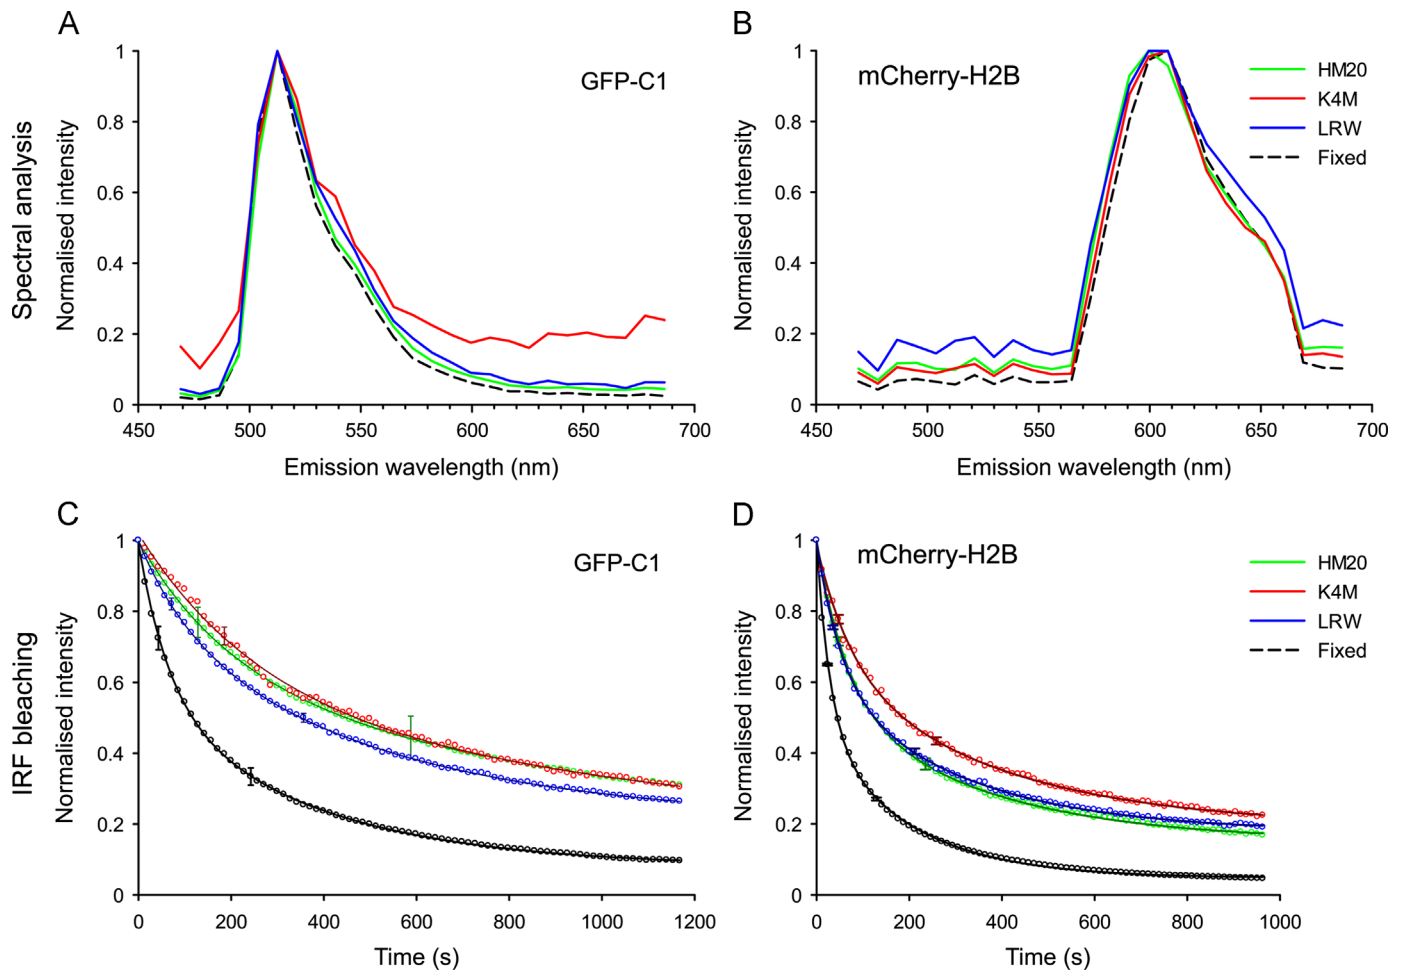 A
GFP-C1
Spectral analysis
Normalised intensity
1
0.8
0.6
0.4
0.2
0
450 500 550 600 650 700
Emission wavelength (nm)
B
mCherry-H2B
Normalised intensity
1
0.8
0.6
0.4
0.2
0
450 500 550 600 650 700
Emission wavelength (nm)
HM20
K4M
LRW
Fixed
C
GFP-C1
IRF bleaching
Normalised intensity
1
0.8
0.6
0.4
0.2
0
0 200 400 600 800 1000 1200
Time (s)
D
mCherry-H2B
Normalised intensity
1
0.8
0.6
0.4
0.2
0
0 200 400 600 800 1000
Time (s)
HM20
K4M
LRW
Fixed